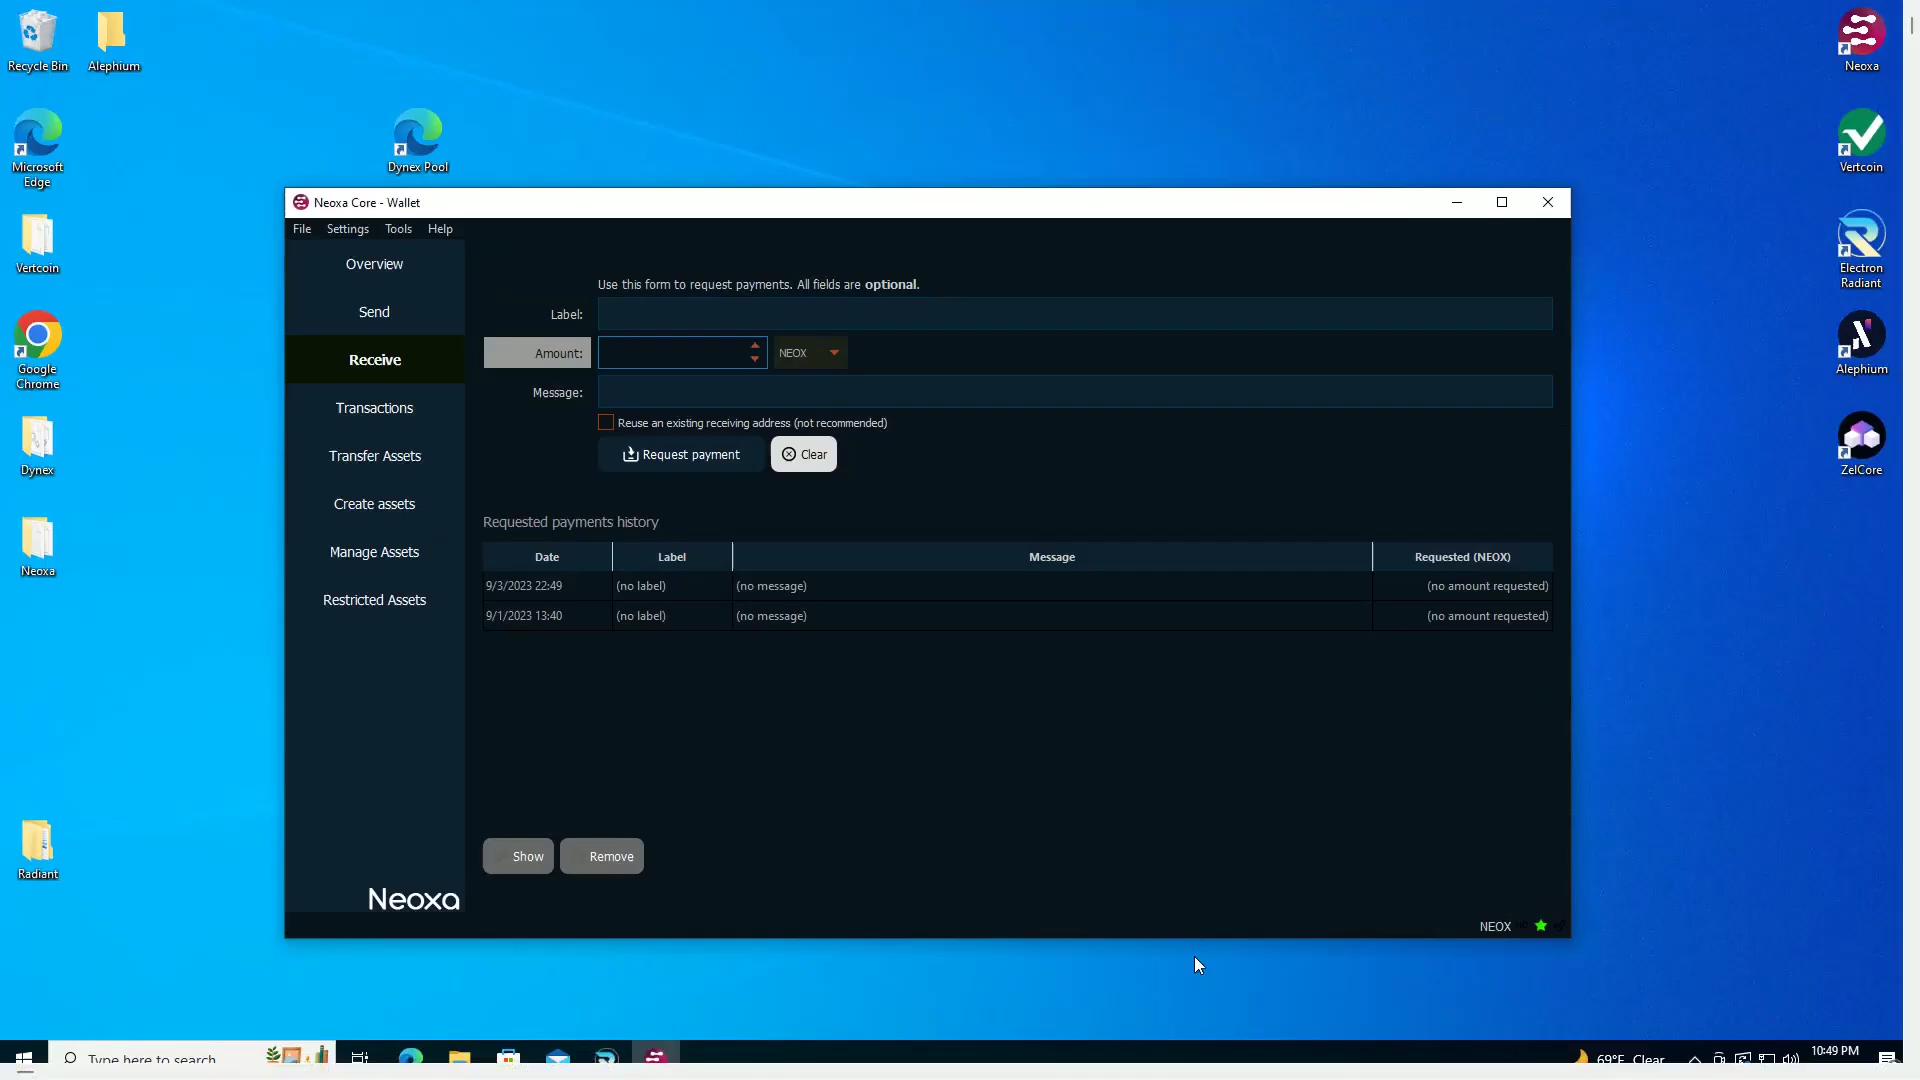 Recycle Bin
Alephium
Neoxa
Microsoft
Edge
Dynex Pool
Vertcoin
Neoxa Core - Wallet
File Settings Tools Help
Vertcoin
Electron
Radiant
Overview
Use this form to request payments. All fields are optional.
Send
Label:
Receive
Amount:
NEOX
Google
Chrome
Alephium
Message:
Transactions
Reuse an existing receiving address (not recommended)
Request payment
Clear
Transfer Assets
Dynex
ZelCore
Create assets
Requested payments history
Manage Assets
Date Label Message Requested (NEOX)
Neoxa
9/3/2023 22:49 (no label) (no message) (no amount requested)
Restricted Assets
9/1/2023 13:40 (no label) (no message) (no amount requested)
Show
Remove
Radiant
Neoxa
NEOX
Type here to search
69°F Clear
10:49 PM